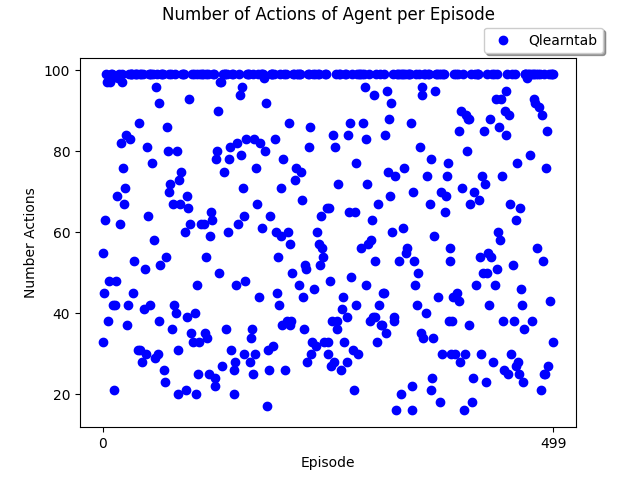 Number of Actions of Agent per Episode
Qlearntab
100
80
60
40
20
Number Actions
0
499
Episode